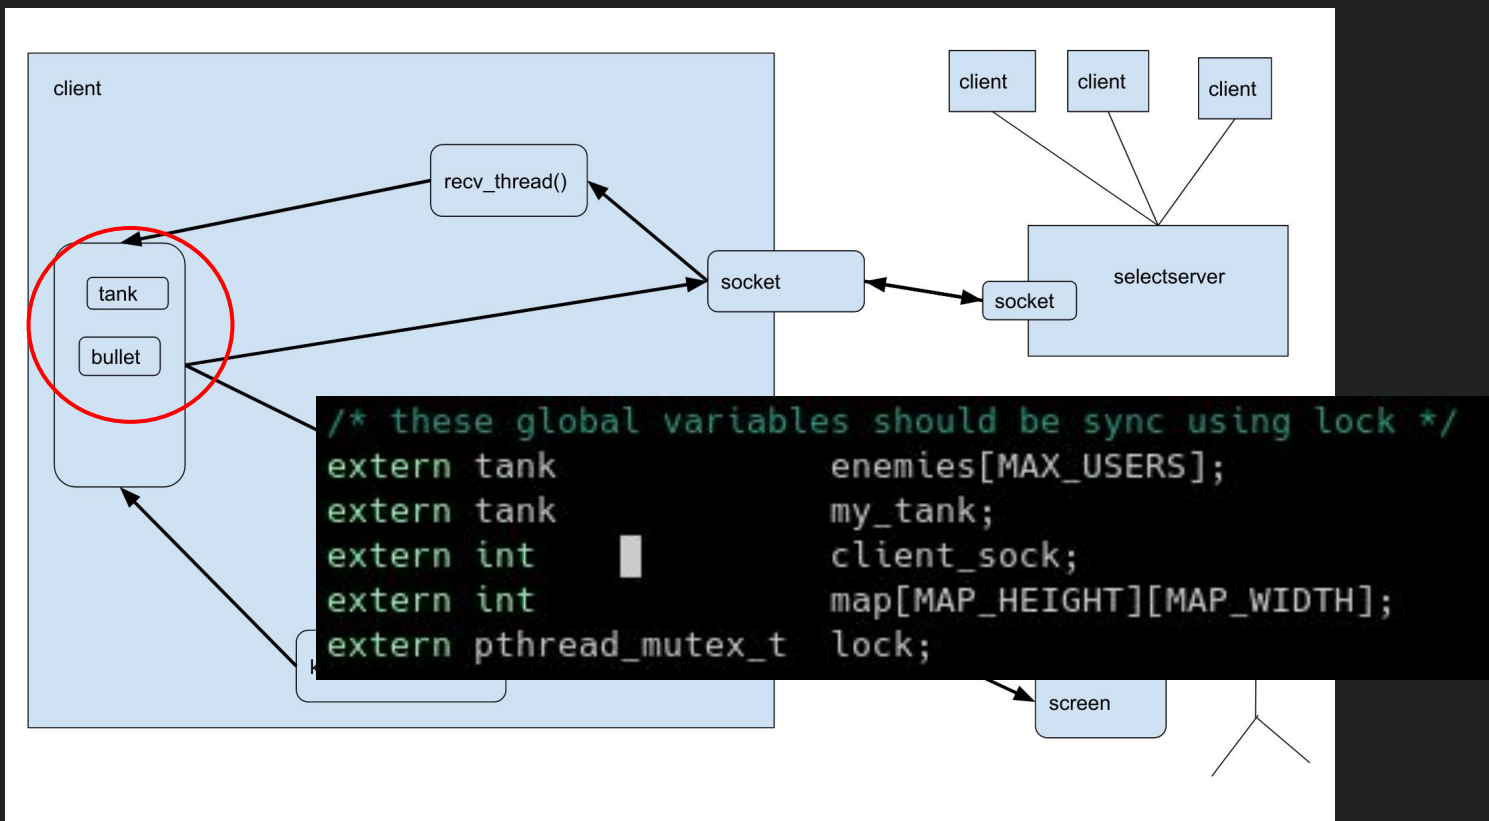 client
client
client
client
recv_thread()
selectserver
socket
socket
tank
bullet
/* these global variables should be sync using lock */
extern tank enemies[MAX_USERS];
extern tank my_tank;
extern int client_sock;
extern int map[MAP_HEIGHT][MAP_WIDTH];
extern pthread_mutex_t lock;
screen